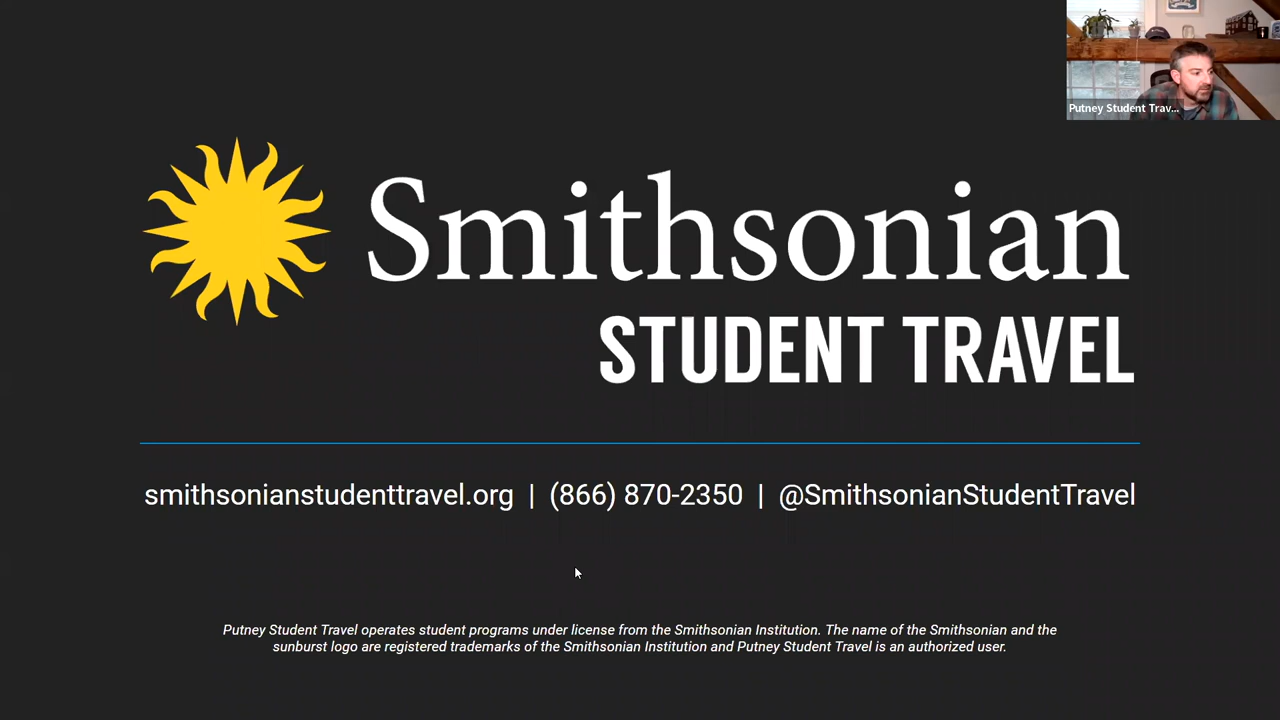 Putney Student Trav...
Smithsonian
STUDENT TRAVEL
smithsonianstudenttravel.org | (866) 870-2350 | @SmithsonianStudentTravel
Putney Student Travel operates student programs under license from the Smithsonian Institution. The name of the Smithsonian and the
sunburst logo are registered trademarks of the Smithsonian Institution and Putney Student Travel is an authorized user.